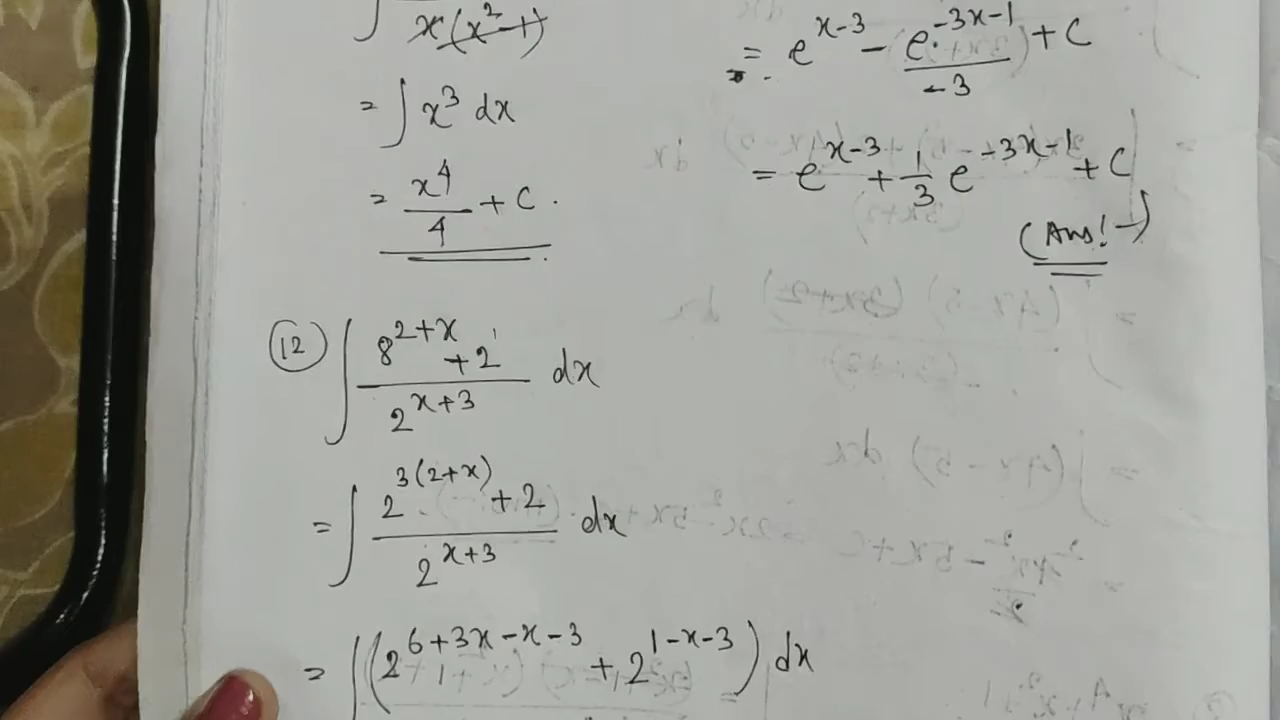 ∫ x(x²-1)
= ∫ x³ dx
= x⁴/4 + C.
= e^(x-3) - e^(-3x-1)/-3 + C
= e^(x-3) + 1/3 e^(-3x-1) + C
(Ans!-)
(12) ∫ (8^(2+x) + 2)/(2^(x+3)) dx
= ∫ (2^(3(2+x)) + 2)/(2^(x+3)) dx
= ∫ (2^(6+3x-x-3) + 2^(1-x-3)) dx